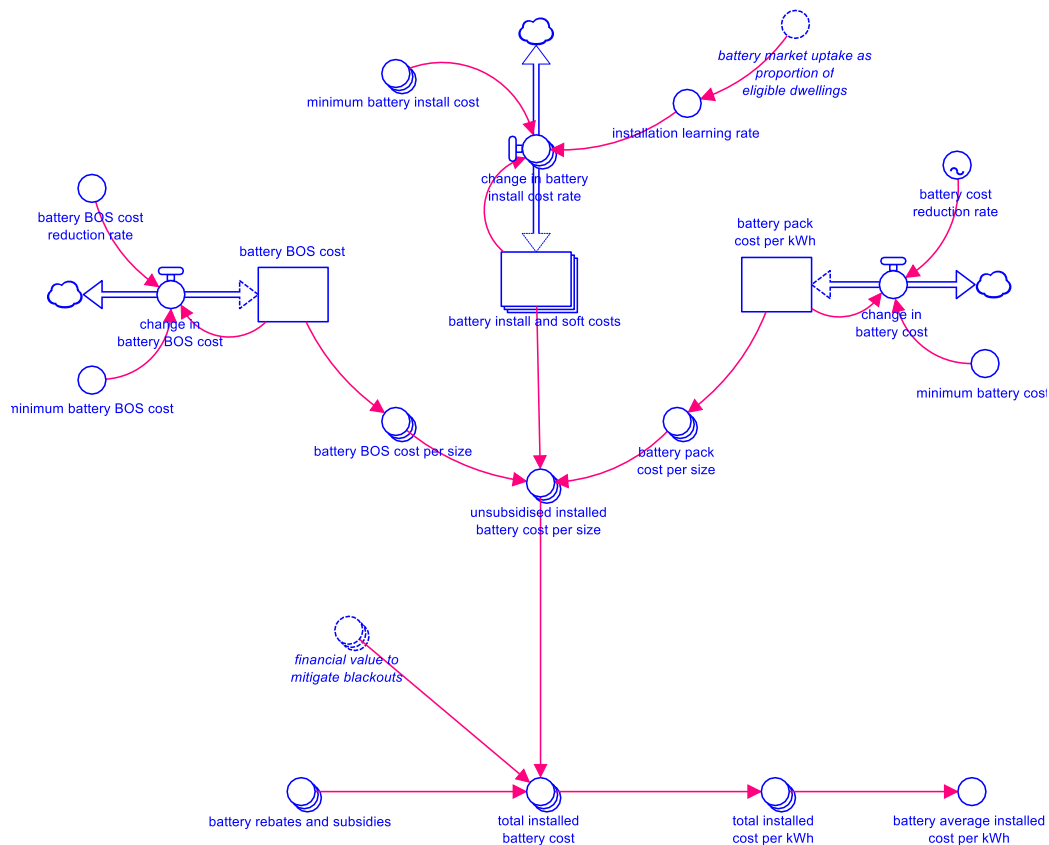 battery market uptake as
proportion of
eligible dwellings
minimum battery install cost
installation learning rate
change in battery
install cost rate
battery cost
reduction rate
battery BOS cost
reduction rate
battery pack
cost per kWh
battery BOS cost
change in
battery BOS cost
battery install and soft costs
change in
battery cost
minimum battery cost
ninimum battery BOS cost
battery BOS cost per size
battery pack
cost per size
unsubsidised installed
battery cost per size
financial value to
mitigate blackouts
battery rebates and subsidies
total installed
battery cost
total installed
cost per kWh
battery average installed
cost per kWh